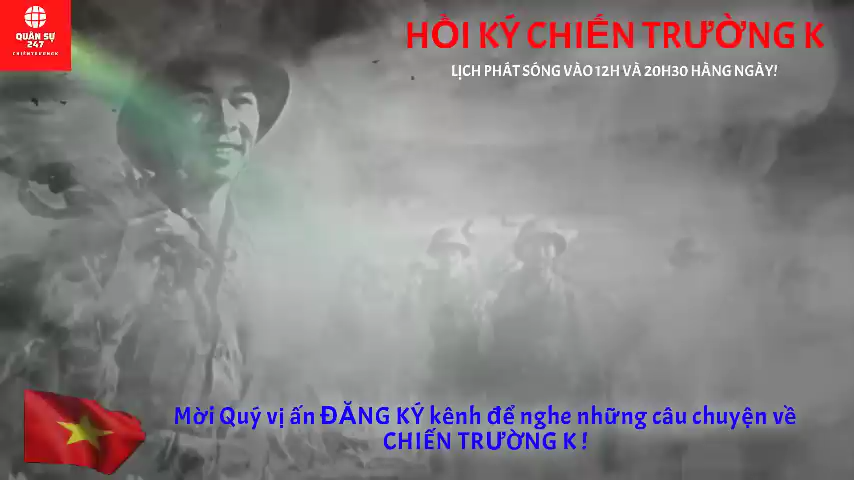 QUÂN SỰ
247
CHIENTRUONGK
HỒI KÝ CHIẾN TRƯỜNG K
LỊCH PHÁT SÓNG VÀO 12H VÀ 20H30 HẰNG NGÀY!
Mời Quý vị ấn ĐĂNG KÝ kênh để nghe những câu chuyện về
CHIẾN TRƯỜNG K !